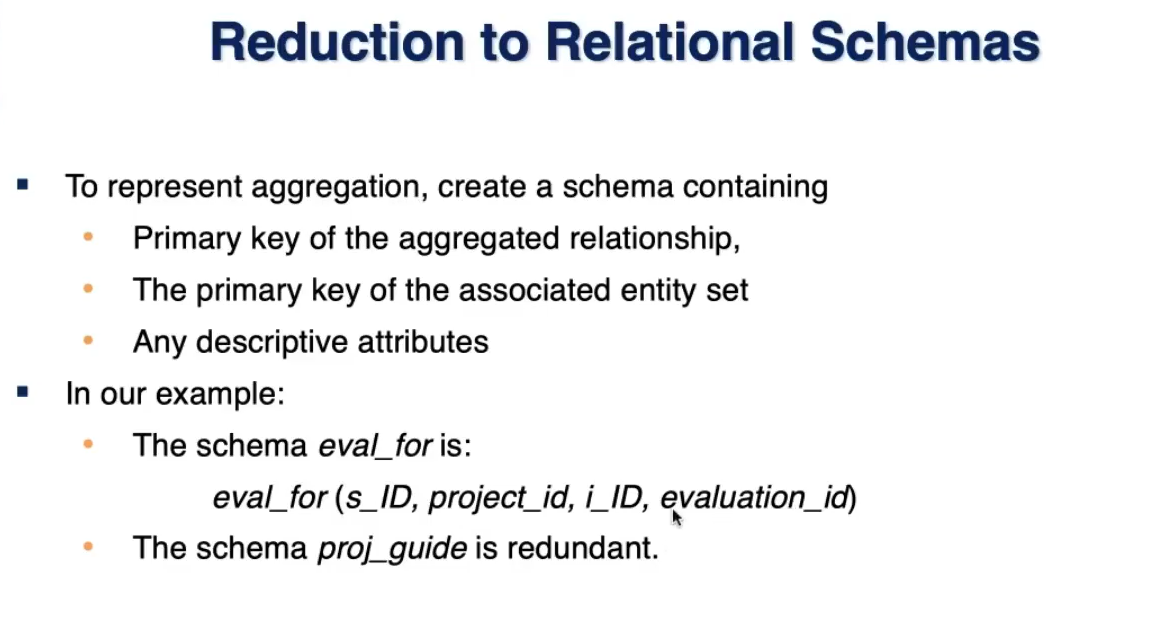 Reduction to Relational Schemas
To represent aggregation, create a schema containing
Primary key of the aggregated relationship,
The primary key of the associated entity set
Any descriptive attributes
In our example:
The schema eval_for is:
eval_for (s_ID, project_id, i_ID, evaluation_id)
The schema proj_guide is redundant.